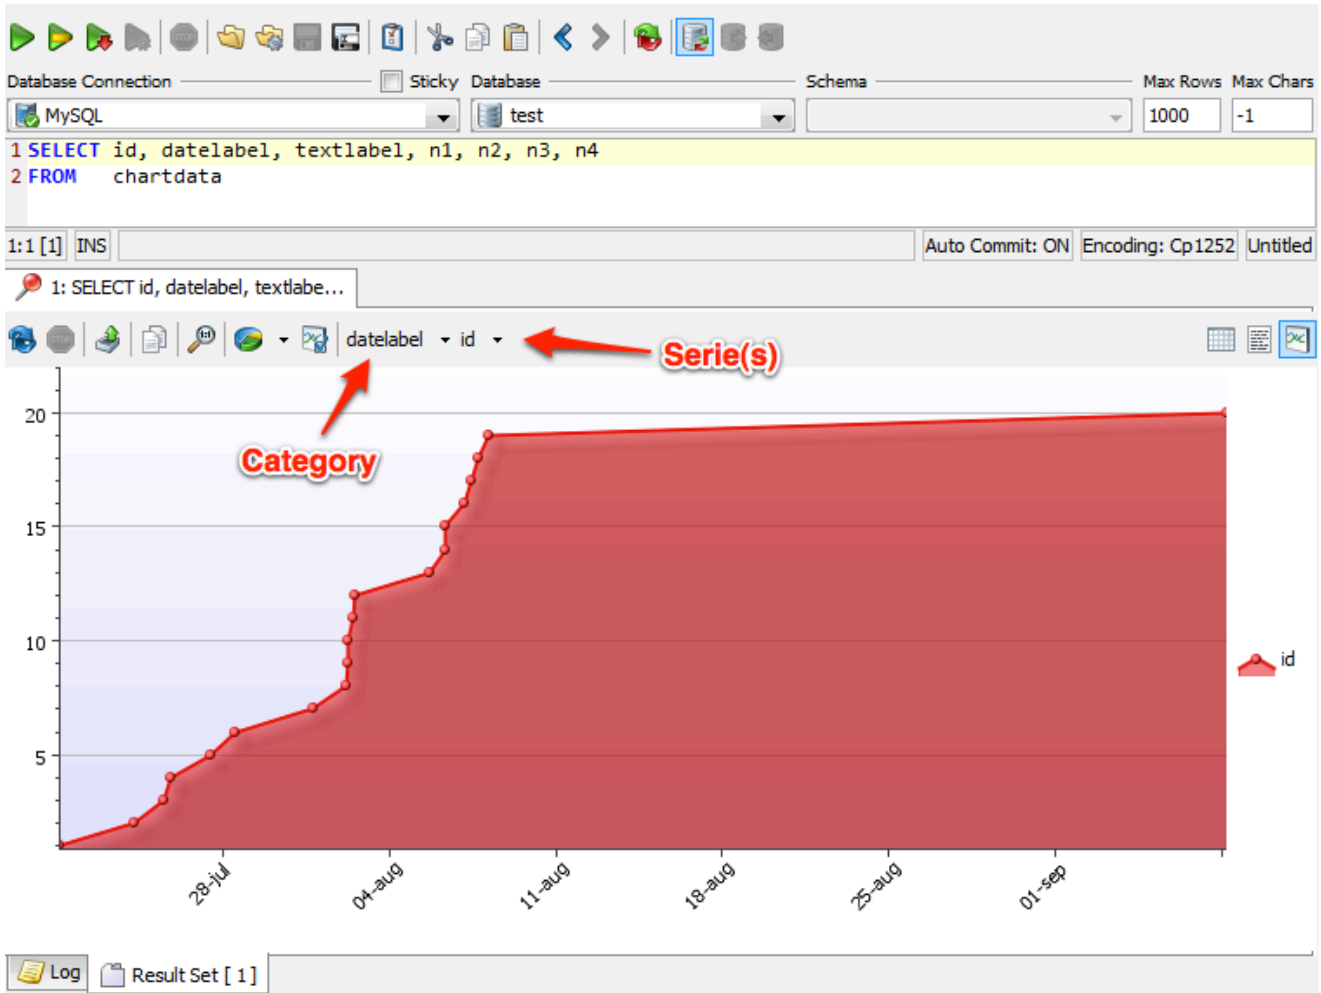 Database Connection
Sticky
Database
Schema
Max Rows
Max Chars
MySQL
test
1000
-1
1 SELECT id, datelabel, textlabel, n1, n2, n3, n4
2 FROM chartdata
1:1 [1]
INS
Auto Commit: ON
Encoding: Cp1252
Untitled
1: SELECT id, datelabel, textlabe...
STOP
datelabel
id
Serie(s)
Category
20
15
10
5
id
28-jul
04-aug
11-aug
18-aug
25-aug
01-sep
Log
Result Set [ 1 ]